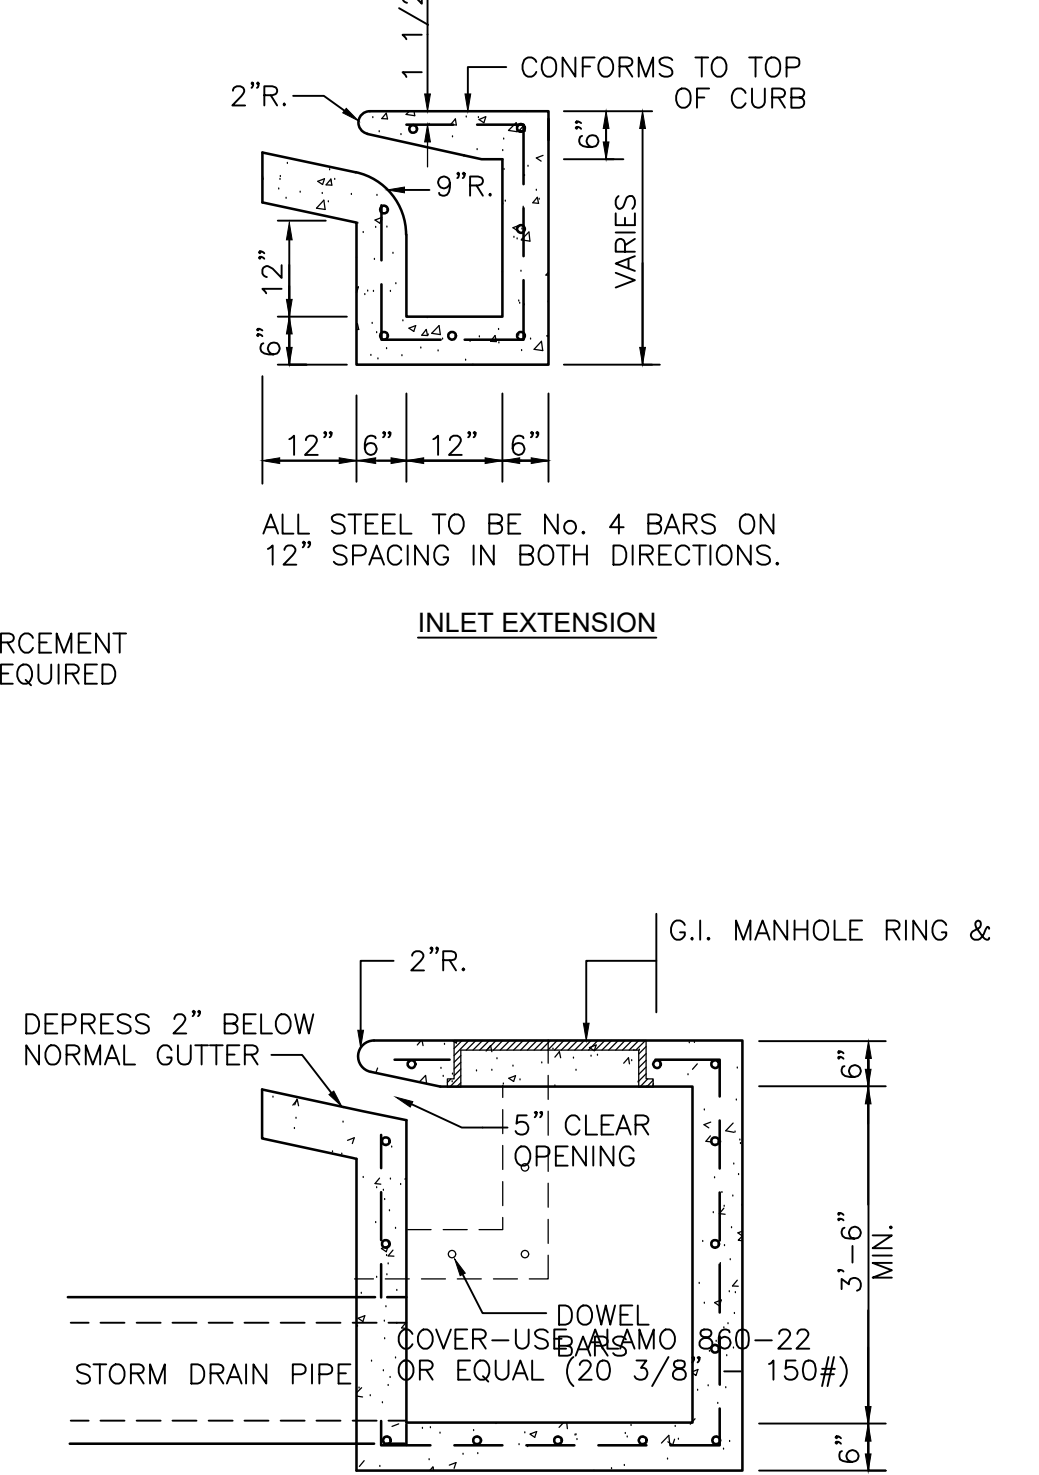 1 1/2
CONFORMS TO TOP
OF CURB
2"R.
6"
9"R.
VARIES
12"
6"
12" 6" 12" 6"
ALL STEEL TO BE No. 4 BARS ON
12" SPACING IN BOTH DIRECTIONS.
INLET EXTENSION
RCEMENT
EQUIRED
G.I. MANHOLE RING &
2"R.
DEPRESS 2" BELOW
NORMAL GUTTER
6"
5" CLEAR
OPENING
3'-6"
MIN.
DOWEL
BARS
COVER-USE ALAMO 860-22
OR EQUAL (20 3/8" - 150#)
STORM DRAIN PIPE
6"